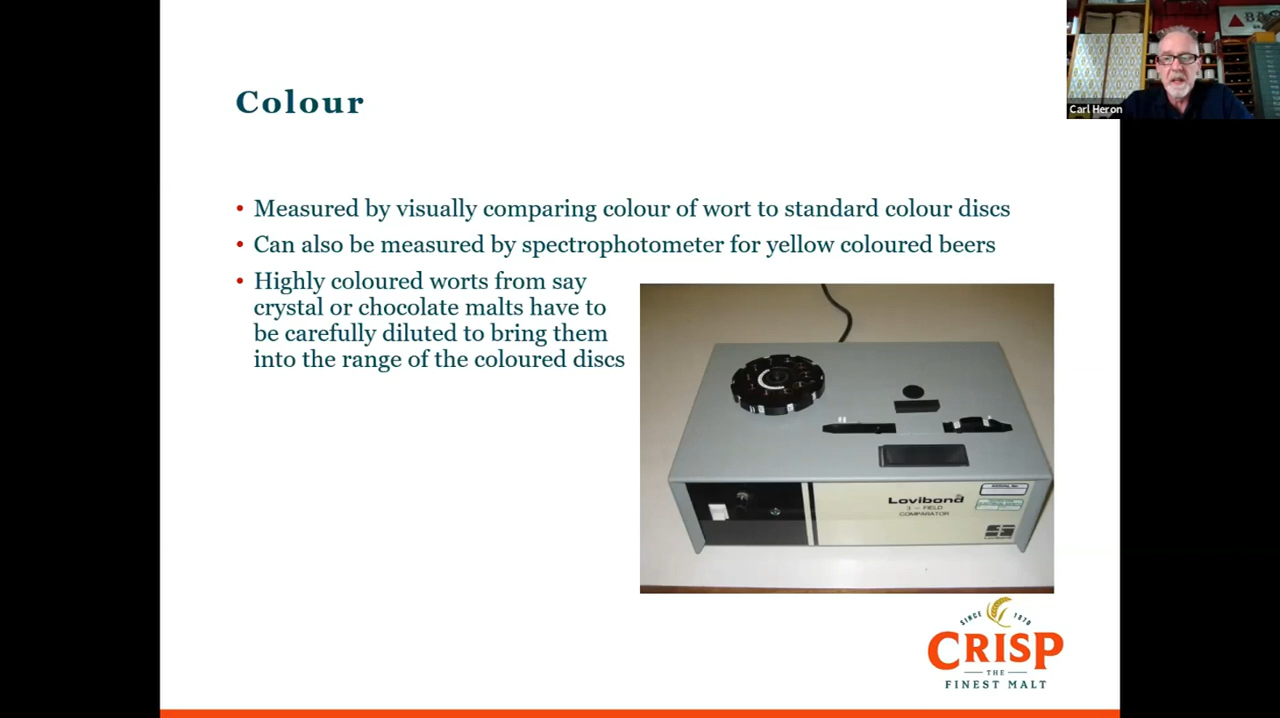 Colour
Carl Heron
• Measured by visually comparing colour of wort to standard colour discs
• Can also be measured by spectrophotometer for yellow coloured beers
• Highly coloured worts from say
crystal or chocolate malts have to
be carefully diluted to bring them
into the range of the coloured discs
Lovibond
3 - FIELD
COMPARATOR
SINCE 1870
CRISP
THE
FINEST MALT